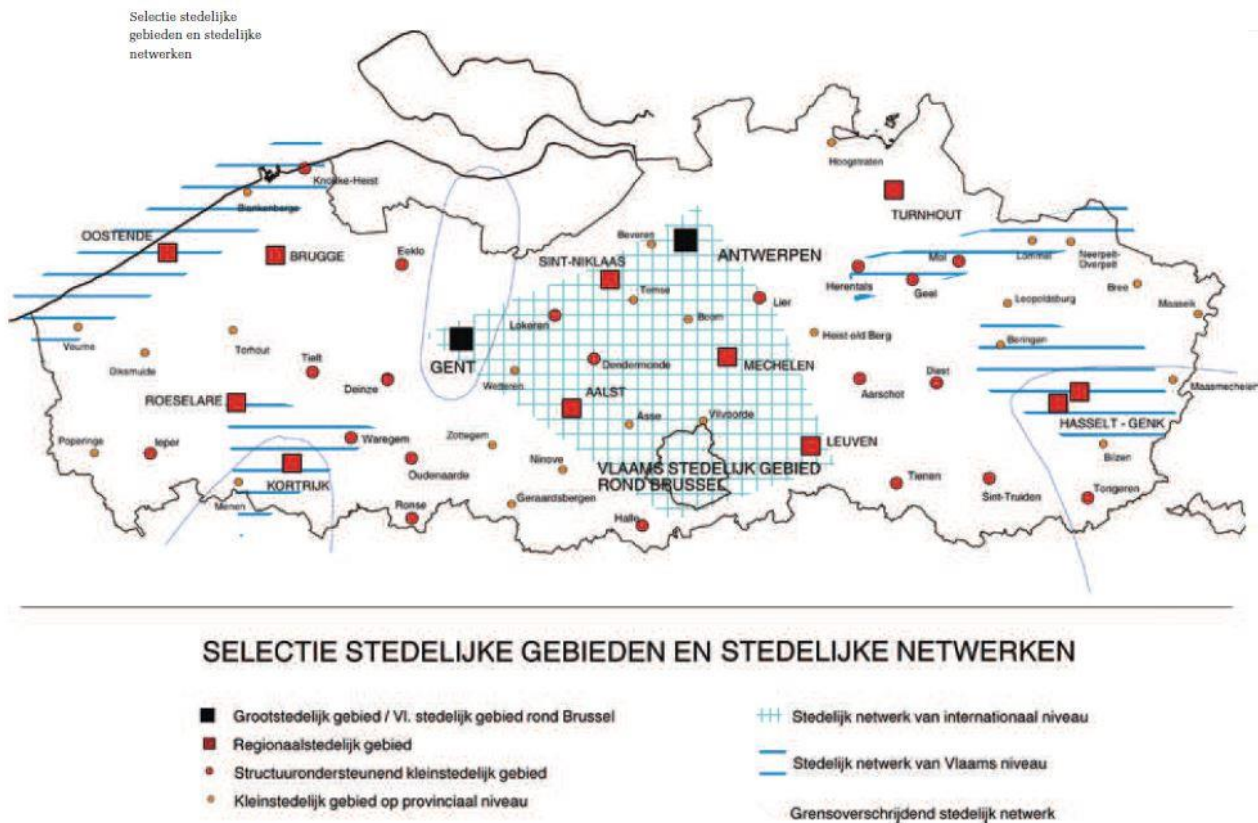 Selectie stedelijke
gebieden en stedelijke
netwerken
Hoogstraten
Knokke-Heist
TURNHOUT
Blankenberge
OOSTENDE
Beveren
BRUGGE
Eeklo
SINT-NIKLAAS
ANTWERPEN
Mol
Lommel
Neerpelt-
Overpelt
Herentals
Geel
Bree
Temse
Lier
Leopoldsburg
Maaseik
Lokeren
Boom
Veurne
Torhout
Heist-o/d Berg
Beringen
Diksmuide
Tielt
GENT
Dendermonde
MECHELEN
Deinze
Wetteren
Diest
Maasmechelen
AALST
Aarschot
ROESELARE
Asse
Vilvoorde
HASSELT - GENK
Poperinge
Ieper
Waregem
Zottegem
LEUVEN
Bilzen
Oudenaarde
Ninove
VLAAMS STEDELIJK GEBIED
ROND BRUSSEL
Tienen
KORTRIJK
Sint-Truiden
Tongeren
Menen
Ronse
Geraardsbergen
Halle
SELECTIE STEDELIJKE GEBIEDEN EN STEDELIJKE NETWERKEN
Grootstedelijk gebied / Vl. stedelijk gebied rond Brussel
Regionaalstedelijk gebied
Structuurondersteunend kleinstedelijk gebied
Kleinstedelijk gebied op provinciaal niveau
Stedelijk netwerk van internationaal niveau
Stedelijk netwerk van Vlaams niveau
Grensoverschrijdend stedelijk netwerk